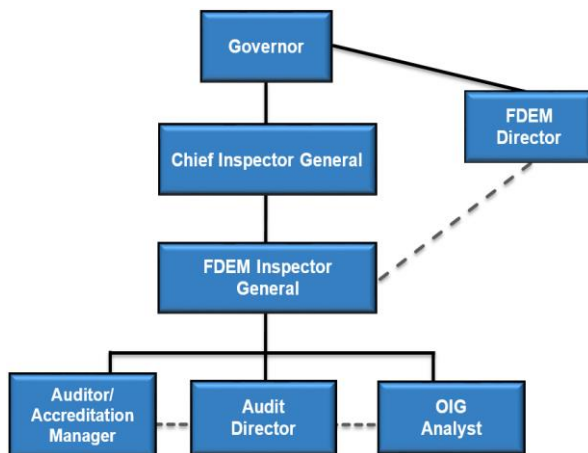 Governor
FDEM
Director
Chief Inspector General
FDEM Inspector
General
Auditor/
Accreditation
Manager
Audit
Director
OIG
Analyst